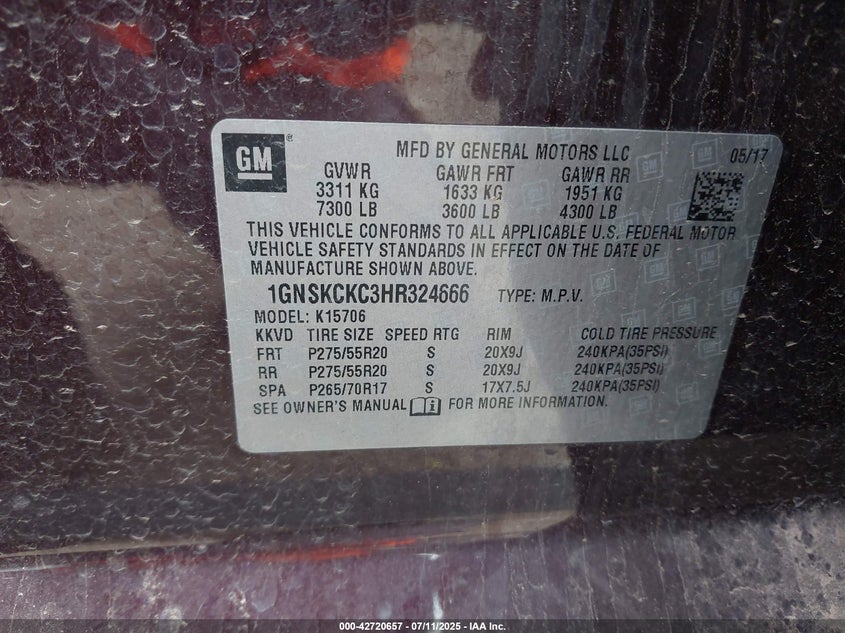 GM ®
MFD BY GENERAL MOTORS LLC 05/17
GVWR GAWR FRT GAWR RR
3311 KG 1633 KG 1951 KG
7300 LB 3600 LB 4300 LB
THIS VEHICLE CONFORMS TO ALL APPLICABLE U.S. FEDERAL MOTOR
VEHICLE SAFETY STANDARDS IN EFFECT ON THE DATE OF
MANUFACTURE SHOWN ABOVE.
1GNSKCKC3HR324666 TYPE: M.P.V.
MODEL: K15706
KKVD TIRE SIZE SPEED RTG RIM COLD TIRE PRESSURE
FRT P275/55R20 S 20X9J 240KPA(35PSI)
RR P275/55R20 S 20X9J 240KPA(35PSI)
SPA P265/70R17 S 17X7.5J 240KPA(35PSI)
SEE OWNER'S MANUAL FOR MORE INFORMATION.
000-42720657 - 07/11/2025 - IAA Inc.